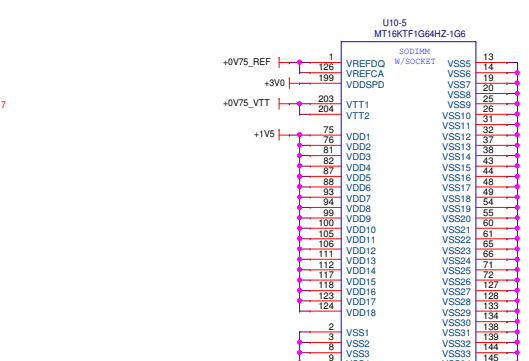 U10-5
MT16KTF1G64HZ-1G6
SODIMM
W/SOCKET
+0V75_REF 1 VREFDQ VSS5 13
126 VREFCA VSS6 14
+3V0 199 VDDSPD VSS7 19
VSS8 20
+0V75_VTT 203 VTT1 VSS9 25
204 VTT2 VSS10 26
VSS11 31
+1V5 75 VDD1 VSS12 32
76 VDD2 VSS13 37
81 VDD3 VSS14 38
82 VDD4 VSS15 43
87 VDD5 VSS16 44
88 VDD6 VSS17 48
93 VDD7 VSS18 49
94 VDD8 VSS19 54
99 VDD9 VSS20 55
100 VDD10 VSS21 60
105 VDD11 VSS22 61
106 VDD12 VSS23 65
111 VDD13 VSS24 66
112 VDD14 VSS25 71
117 VDD15 VSS26 72
118 VDD16 VSS27 127
123 VDD17 VSS28 128
124 VDD18 VSS29 133
VSS30 134
2 VSS1 VSS31 138
3 VSS2 VSS32 139
8 VSS3 VSS33 144
9 145
7